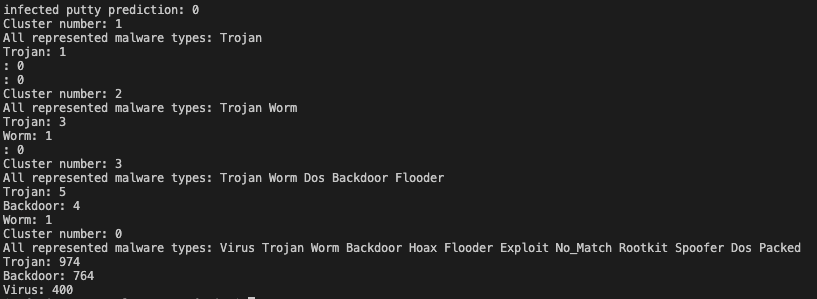 infected putty prediction: 0
Cluster number: 1
All represented malware types: Trojan
Trojan: 1
: 0
: 0
Cluster number: 2
All represented malware types: Trojan Worm
Trojan: 3
Worm: 1
: 0
Cluster number: 3
All represented malware types: Trojan Worm Dos Backdoor Flooder
Trojan: 5
Backdoor: 4
Worm: 1
Cluster number: 0
All represented malware types: Virus Trojan Worm Backdoor Hoax Flooder Exploit No_Match Rootkit Spoofer Dos Packed
Trojan: 974
Backdoor: 764
Virus: 400